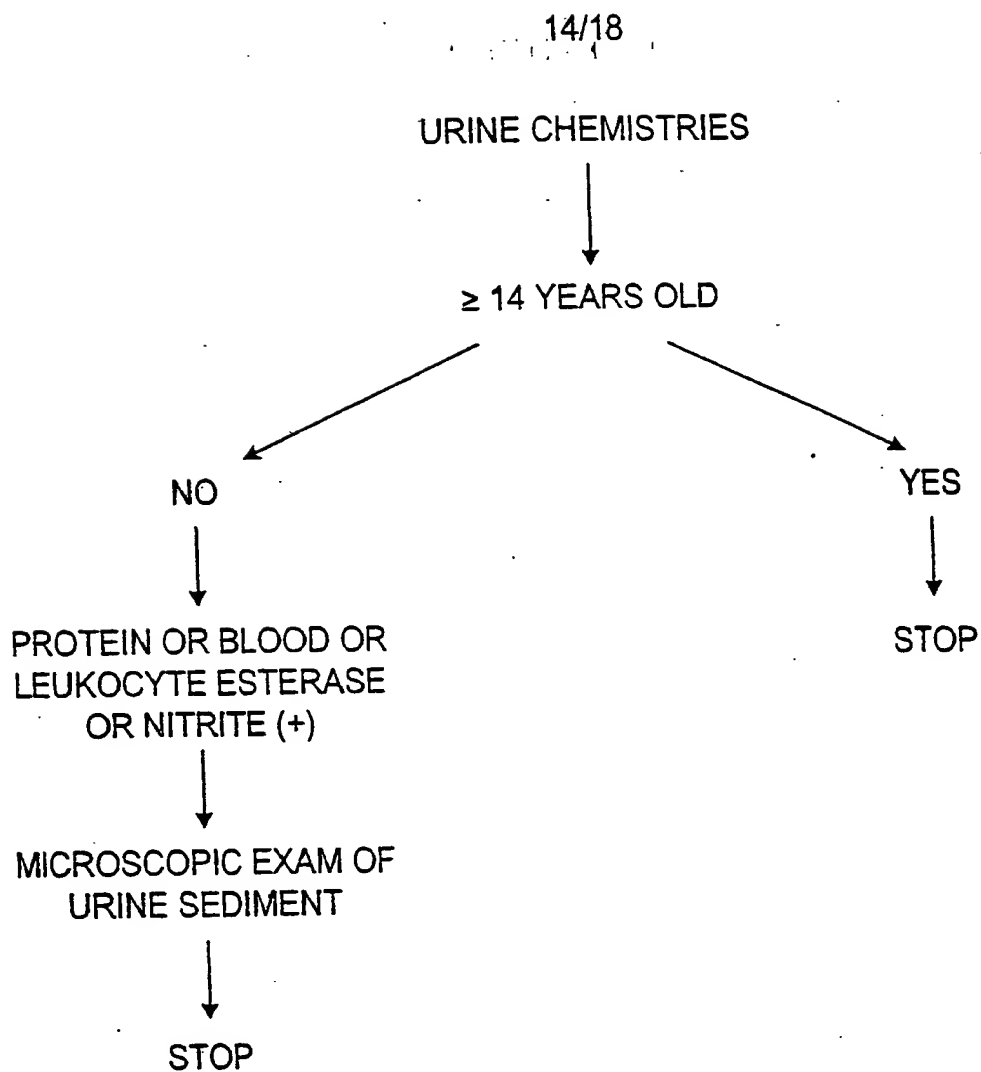 14/18
URINE CHEMISTRIES
≥ 14 YEARS OLD
NO
YES
PROTEIN OR BLOOD OR
LEUKOCYTE ESTERASE
OR NITRITE (+)
STOP
MICROSCOPIC EXAM OF
URINE SEDIMENT
STOP